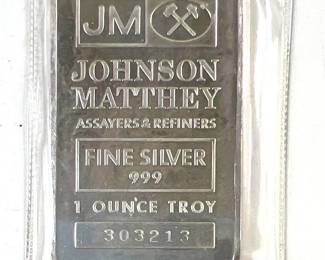 JM
JOHNSON
MATTHEY
ASSAYERS & REFINERS
FINE SILVER
999
1 OUNCE TROY
303213